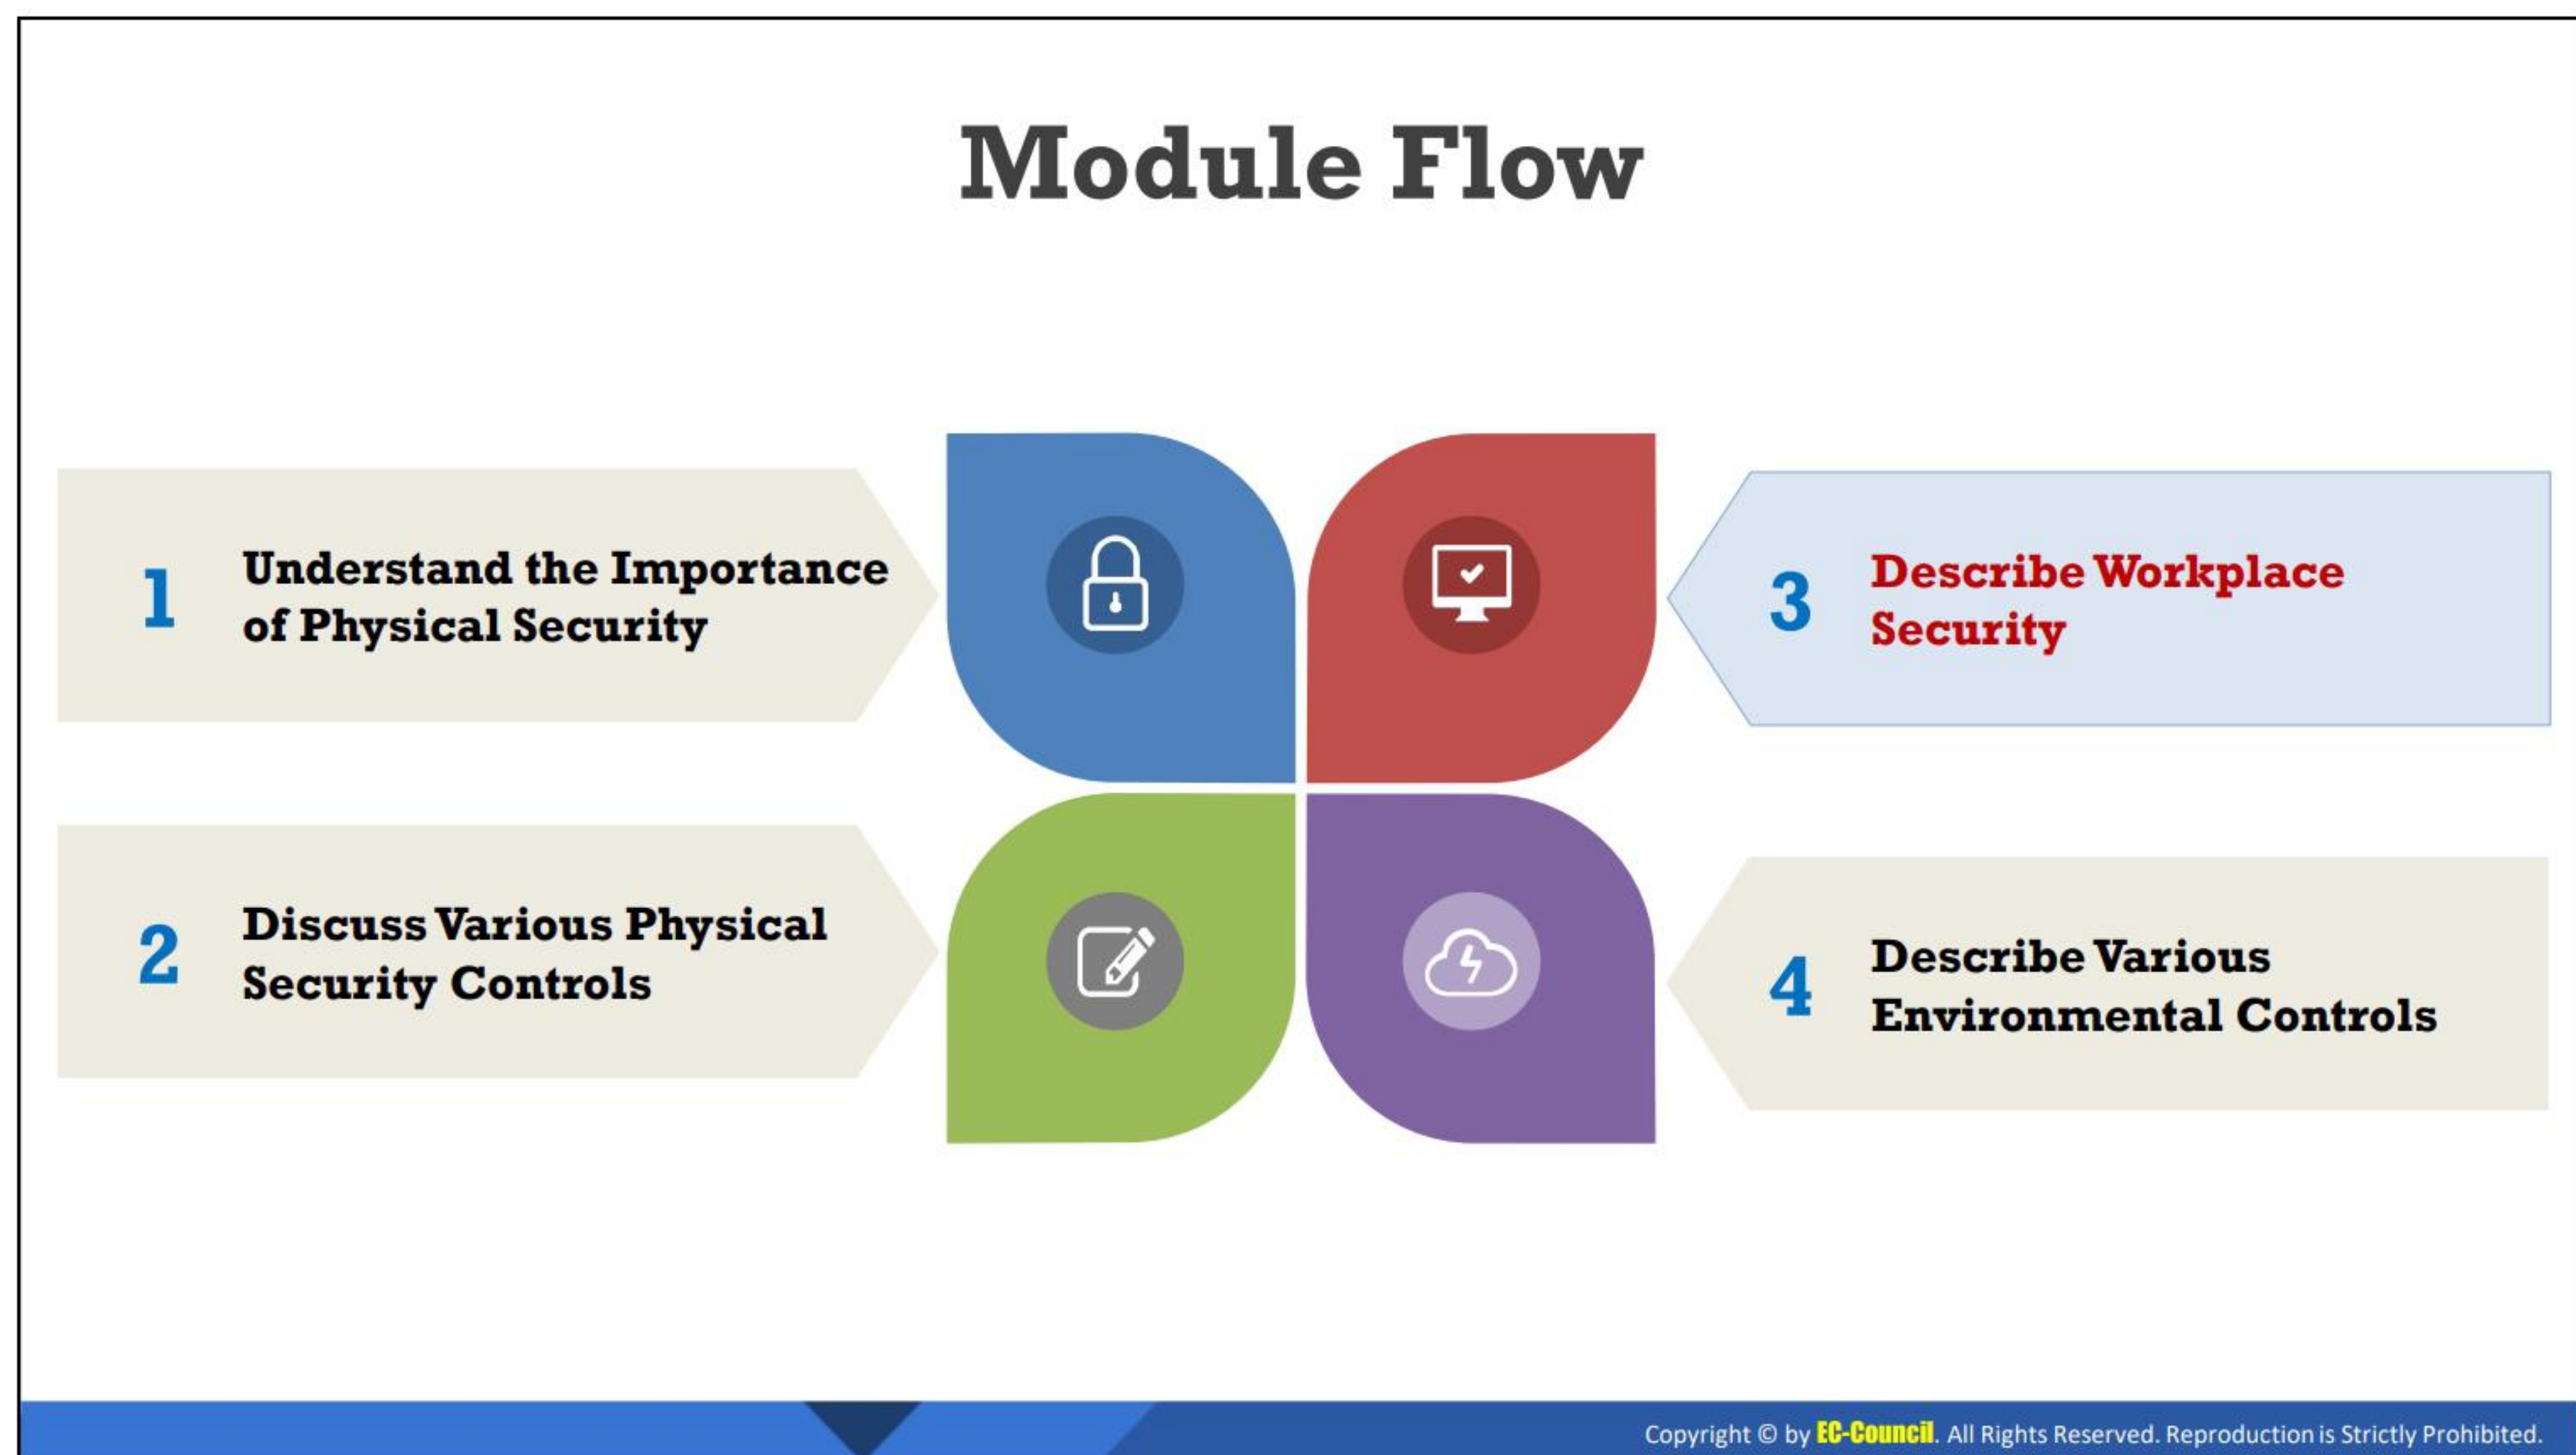 Module Flow
1
Understand the Importance
of Physical Security
2
Discuss Various Physical
Security Controls
3
Describe Workplace
Security
4
Describe Various
Environmental Controls
Copyright © by EC-Council. All Rights Reserved. Reproduction is Strictly Prohibited.